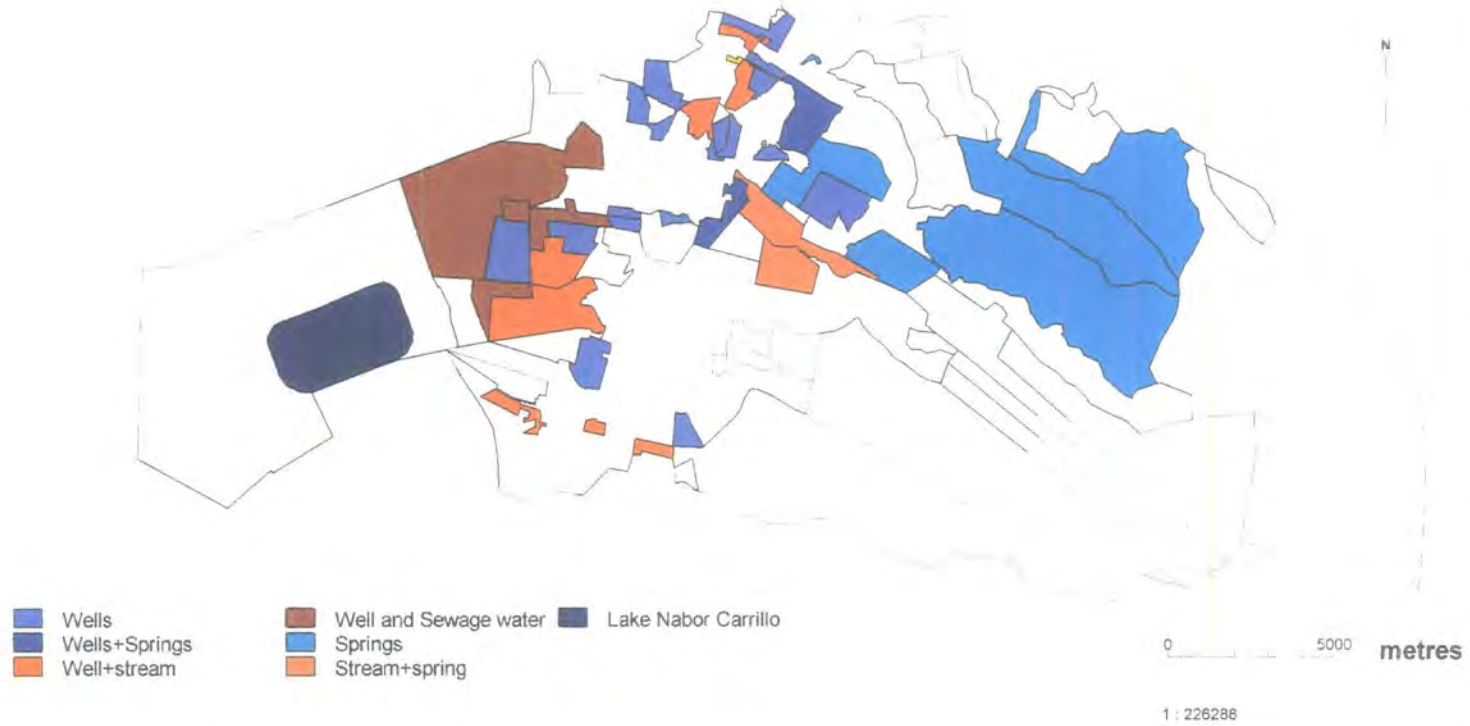 N
Wells
Wells+Springs
Well+stream
Well and Sewage water
Springs
Stream+spring
Lake Nabor Carrillo
0 5000 metres
1 : 226288